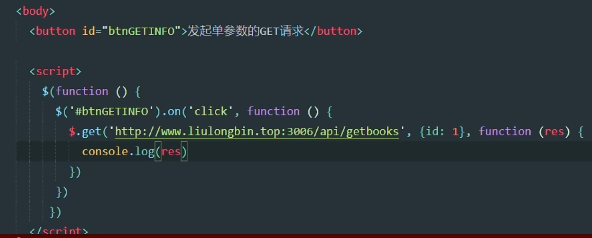 <body>
<button id="btnGETINFO">发起单参数的GET请求</button>
<script>
$(function () {
$('#btnGETINFO').on('click', function () {
$.get('http://www.liulongbin.top:3006/api/getbooks', {id: 1}, function (res) {
console.log(res)
})
})
})
</script>